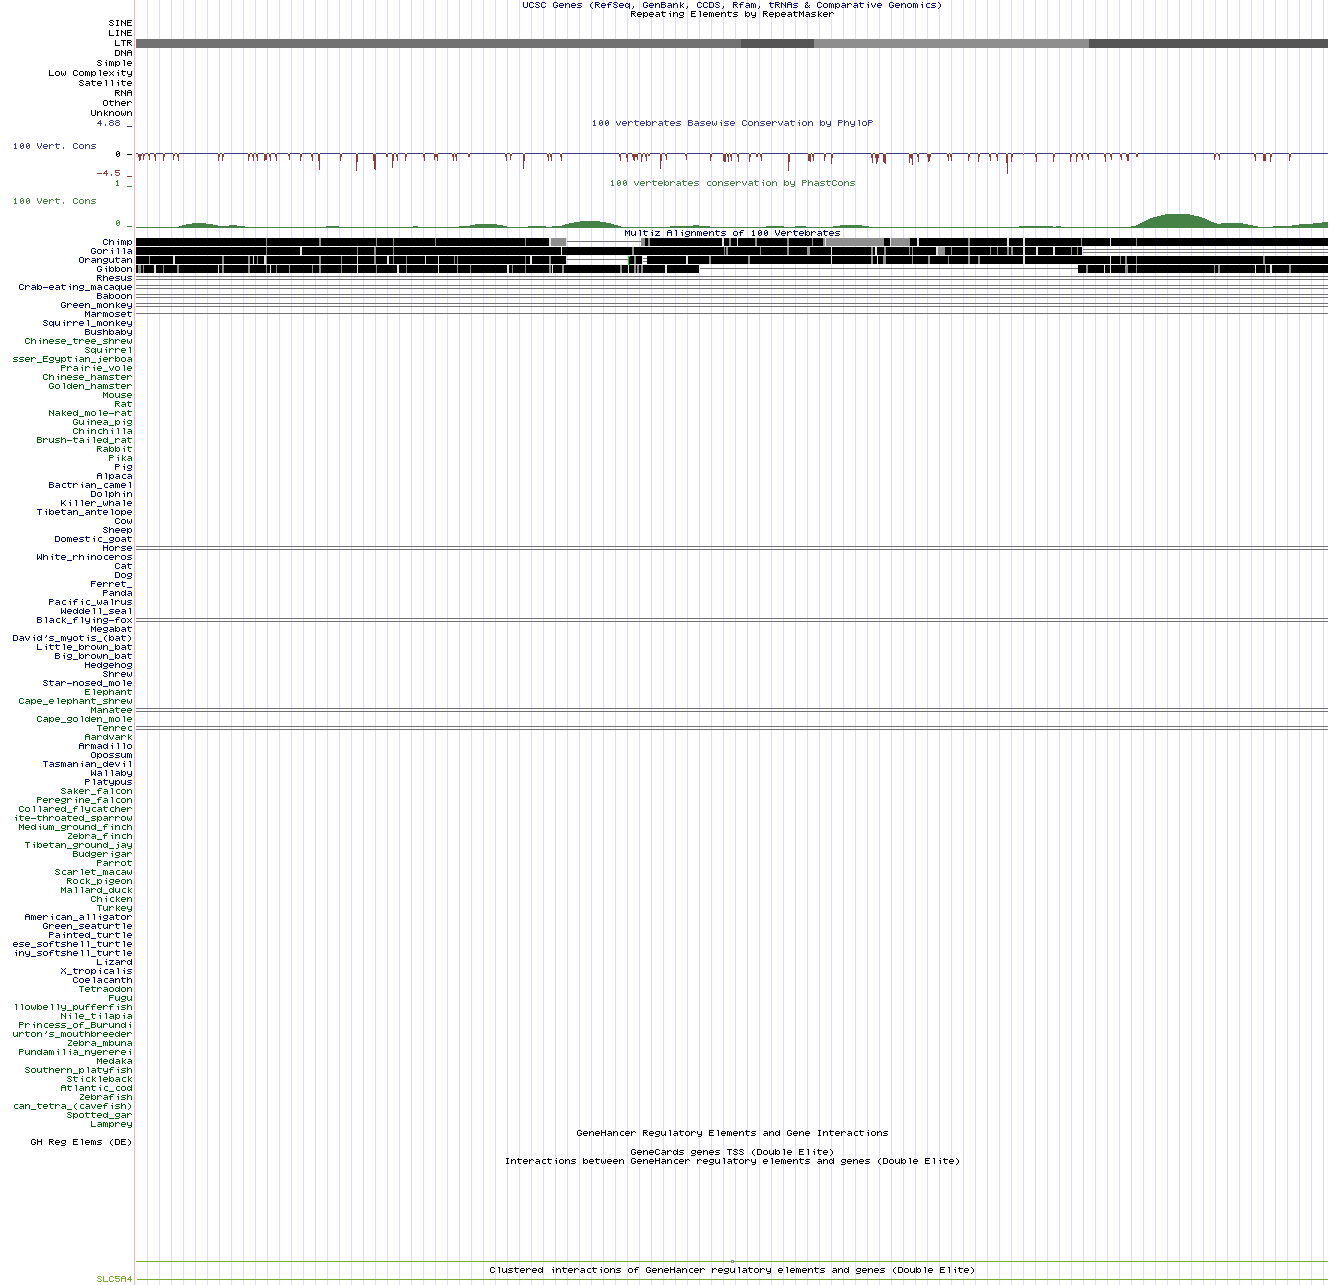 UCSC Genes (RefSeq, GenBank, CCDS, Rfam, tRNAs & Comparative Genomics)
Repeating Elements by RepeatMasker
SINE
LINE
LTR
DNA
Simple
Low Complexity
Satellite
RNA
Other
Unknown
4.88 _
100 vertebrates Basewise Conservation by PhyloP
100 Vert. Cons
0 -
-4.5 _
1 _
100 vertebrates conservation by PhastCons
100 Vert. Cons
0 _
Multiz Alignments of 100 Vertebrates
Chimp
Gorilla
Orangutan
Gibbon
Rhesus
Crab-eating_macaque
Baboon
Green_monkey
Marmoset
Squirrel_monkey
Bushbaby
Chinese_tree_shrew
Squirrel
sser_Egyptian_jerboa
Prairie_vole
Chinese_hamster
Golden_hamster
Mouse
Rat
Naked_mole-rat
Guinea_pig
Chinchilla
Brush-tailed_rat
Rabbit
Pika
Pig
Alpaca
Bactrian_camel
Dolphin
Killer_whale
Tibetan_antelope
Cow
Sheep
Domestic_goat
Horse
White_rhinoceros
Cat
Dog
Ferret_
Panda
Pacific_walrus
Weddell_seal
Black_flying-fox
Megabat
David's_myotis_(bat)
Little_brown_bat
Big_brown_bat
Hedgehog
Shrew
Star-nosed_mole
Elephant
Cape_elephant_shrew
Manatee
Cape_golden_mole
Tenrec
Aardvark
Armadillo
Opossum
Tasmanian_devil
Wallaby
Platypus
Saker_falcon
Peregrine_falcon
Collared_flycatcher
ite-throated_sparrow
Medium_ground_finch
Zebra_finch
Tibetan_ground_jay
Budgerigar
Parrot
Scarlet_macaw
Rock_pigeon
Mallard_duck
Chicken
Turkey
American_alligator
Green_seaturtle
Painted_turtle
ese_softshell_turtle
iny_softshell_turtle
Lizard
X_tropicalis
Coelacanth
Tetraodon
Fugu
llowbelly_pufferfish
Nile_tilapia
Princess_of_Burundi
urton's_mouthbreeder
Zebra_mbuna
Pundamilia_nyererei
Medaka
Southern_platyfish
Stickleback
Atlantic_cod
Zebrafish
can_tetra_(cavefish)
Spotted_gar
Lamprey
GeneHancer Regulatory Elements and Gene Interactions
GH Reg Elems (DE)
GeneCards genes TSS (Double Elite)
Interactions between GeneHancer regulatory elements and genes (Double Elite)
Clustered interactions of GeneHancer regulatory elements and genes (Double Elite)
SLC5A4